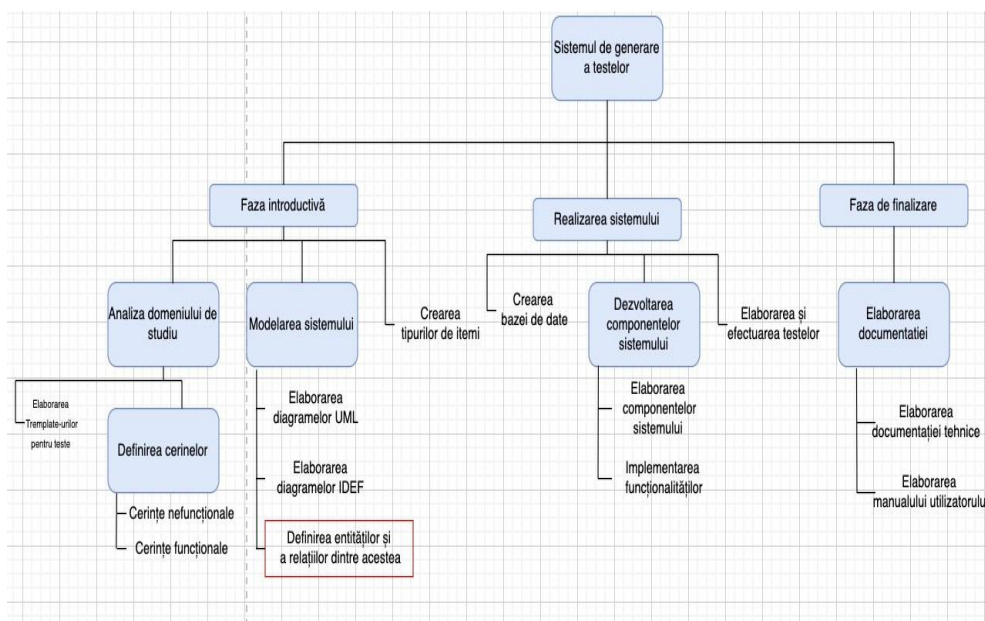 Sistemul de generare
a testelor
Faza introductivă
Realizarea sistemului
Faza de finalizare
Analiza domeniului de
studiu
Modelarea sistemului
Crearea
tipurilor de itemi
Crearea
bazei de date
Dezvoltarea
componentelor
sistemului
Elaborarea și
efectuarea testelor
Elaborarea
documentatiei
Elaborarea
Tremplate-urilor
pentru teste
Definirea cerinelor
Cerințe nefuncționale
Cerințe funcționale
Elaborarea
diagramelor UML
Elaborarea
diagramelor IDEF
Definirea entităților și
a relațiilor dintre acestea
Elaborarea
componentelor
sistemului
Implementarea
funcționalităților
Elaborarea
documentației tehnice
Elaborarea
manualului utilizatorulu